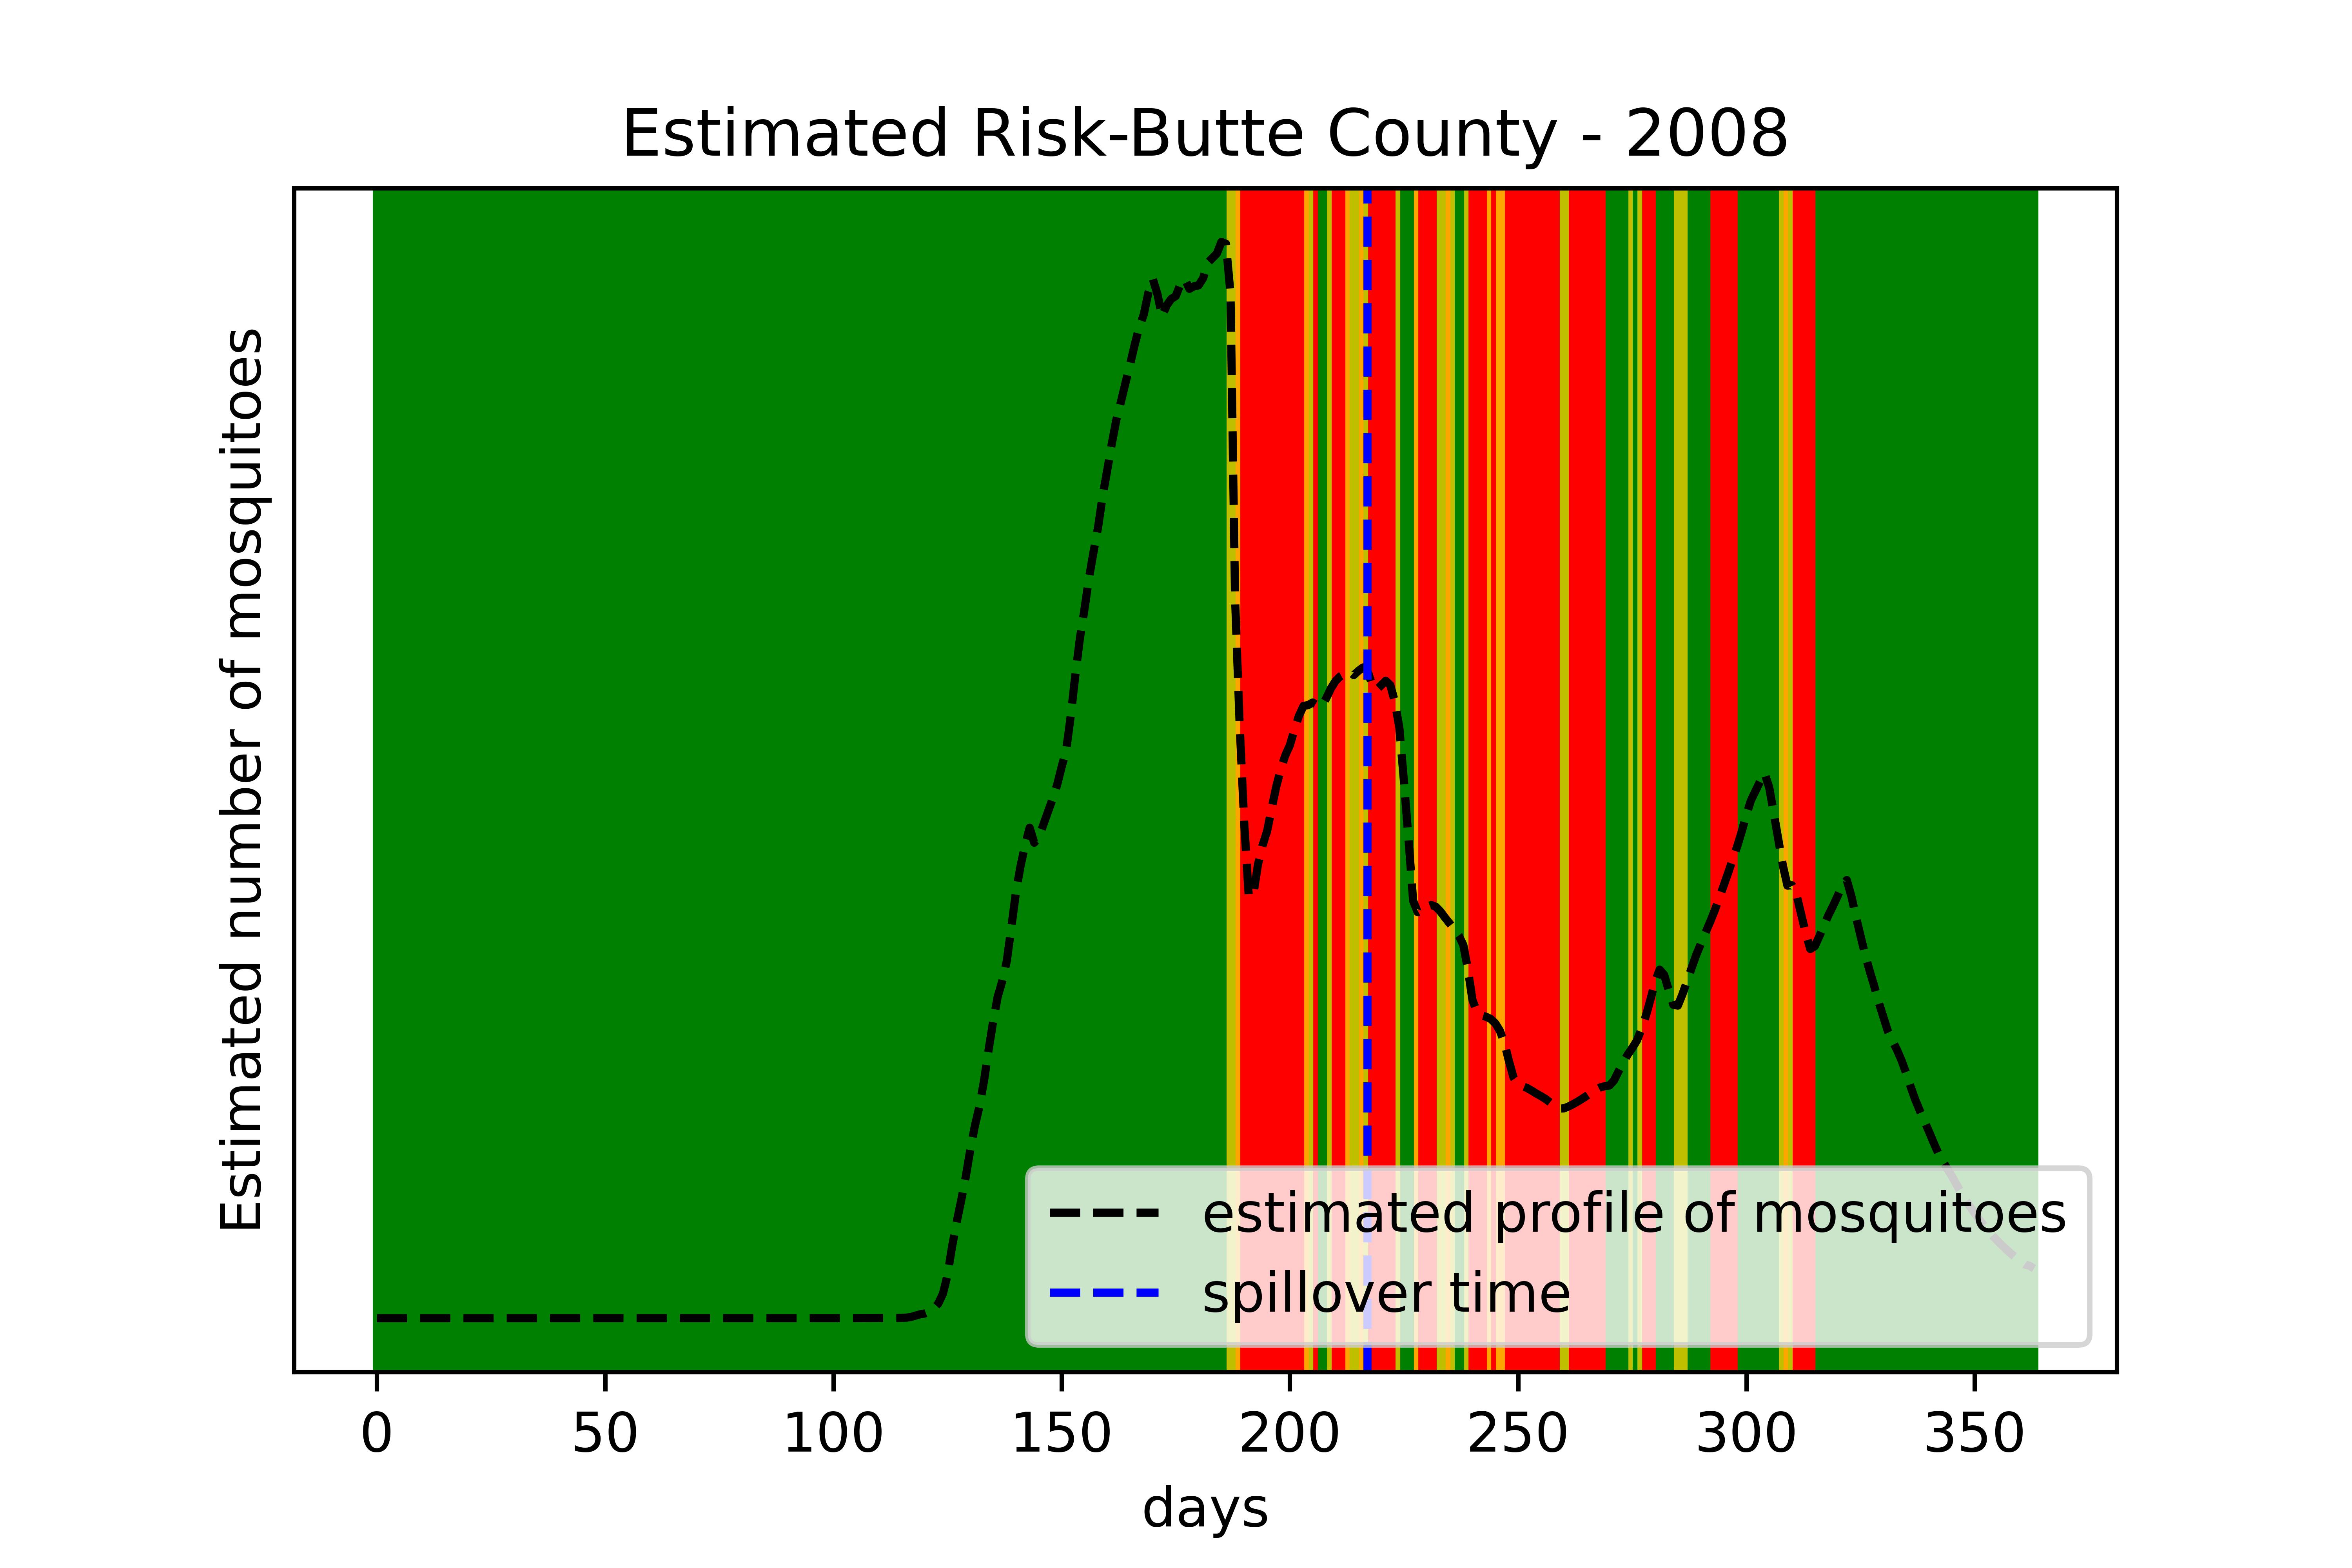 Estimated Risk-Butte County - 2008
Estimated number of mosquitoes
estimated profile of mosquitoes
spillover time
0 50 100 150 200 250 300 350
days